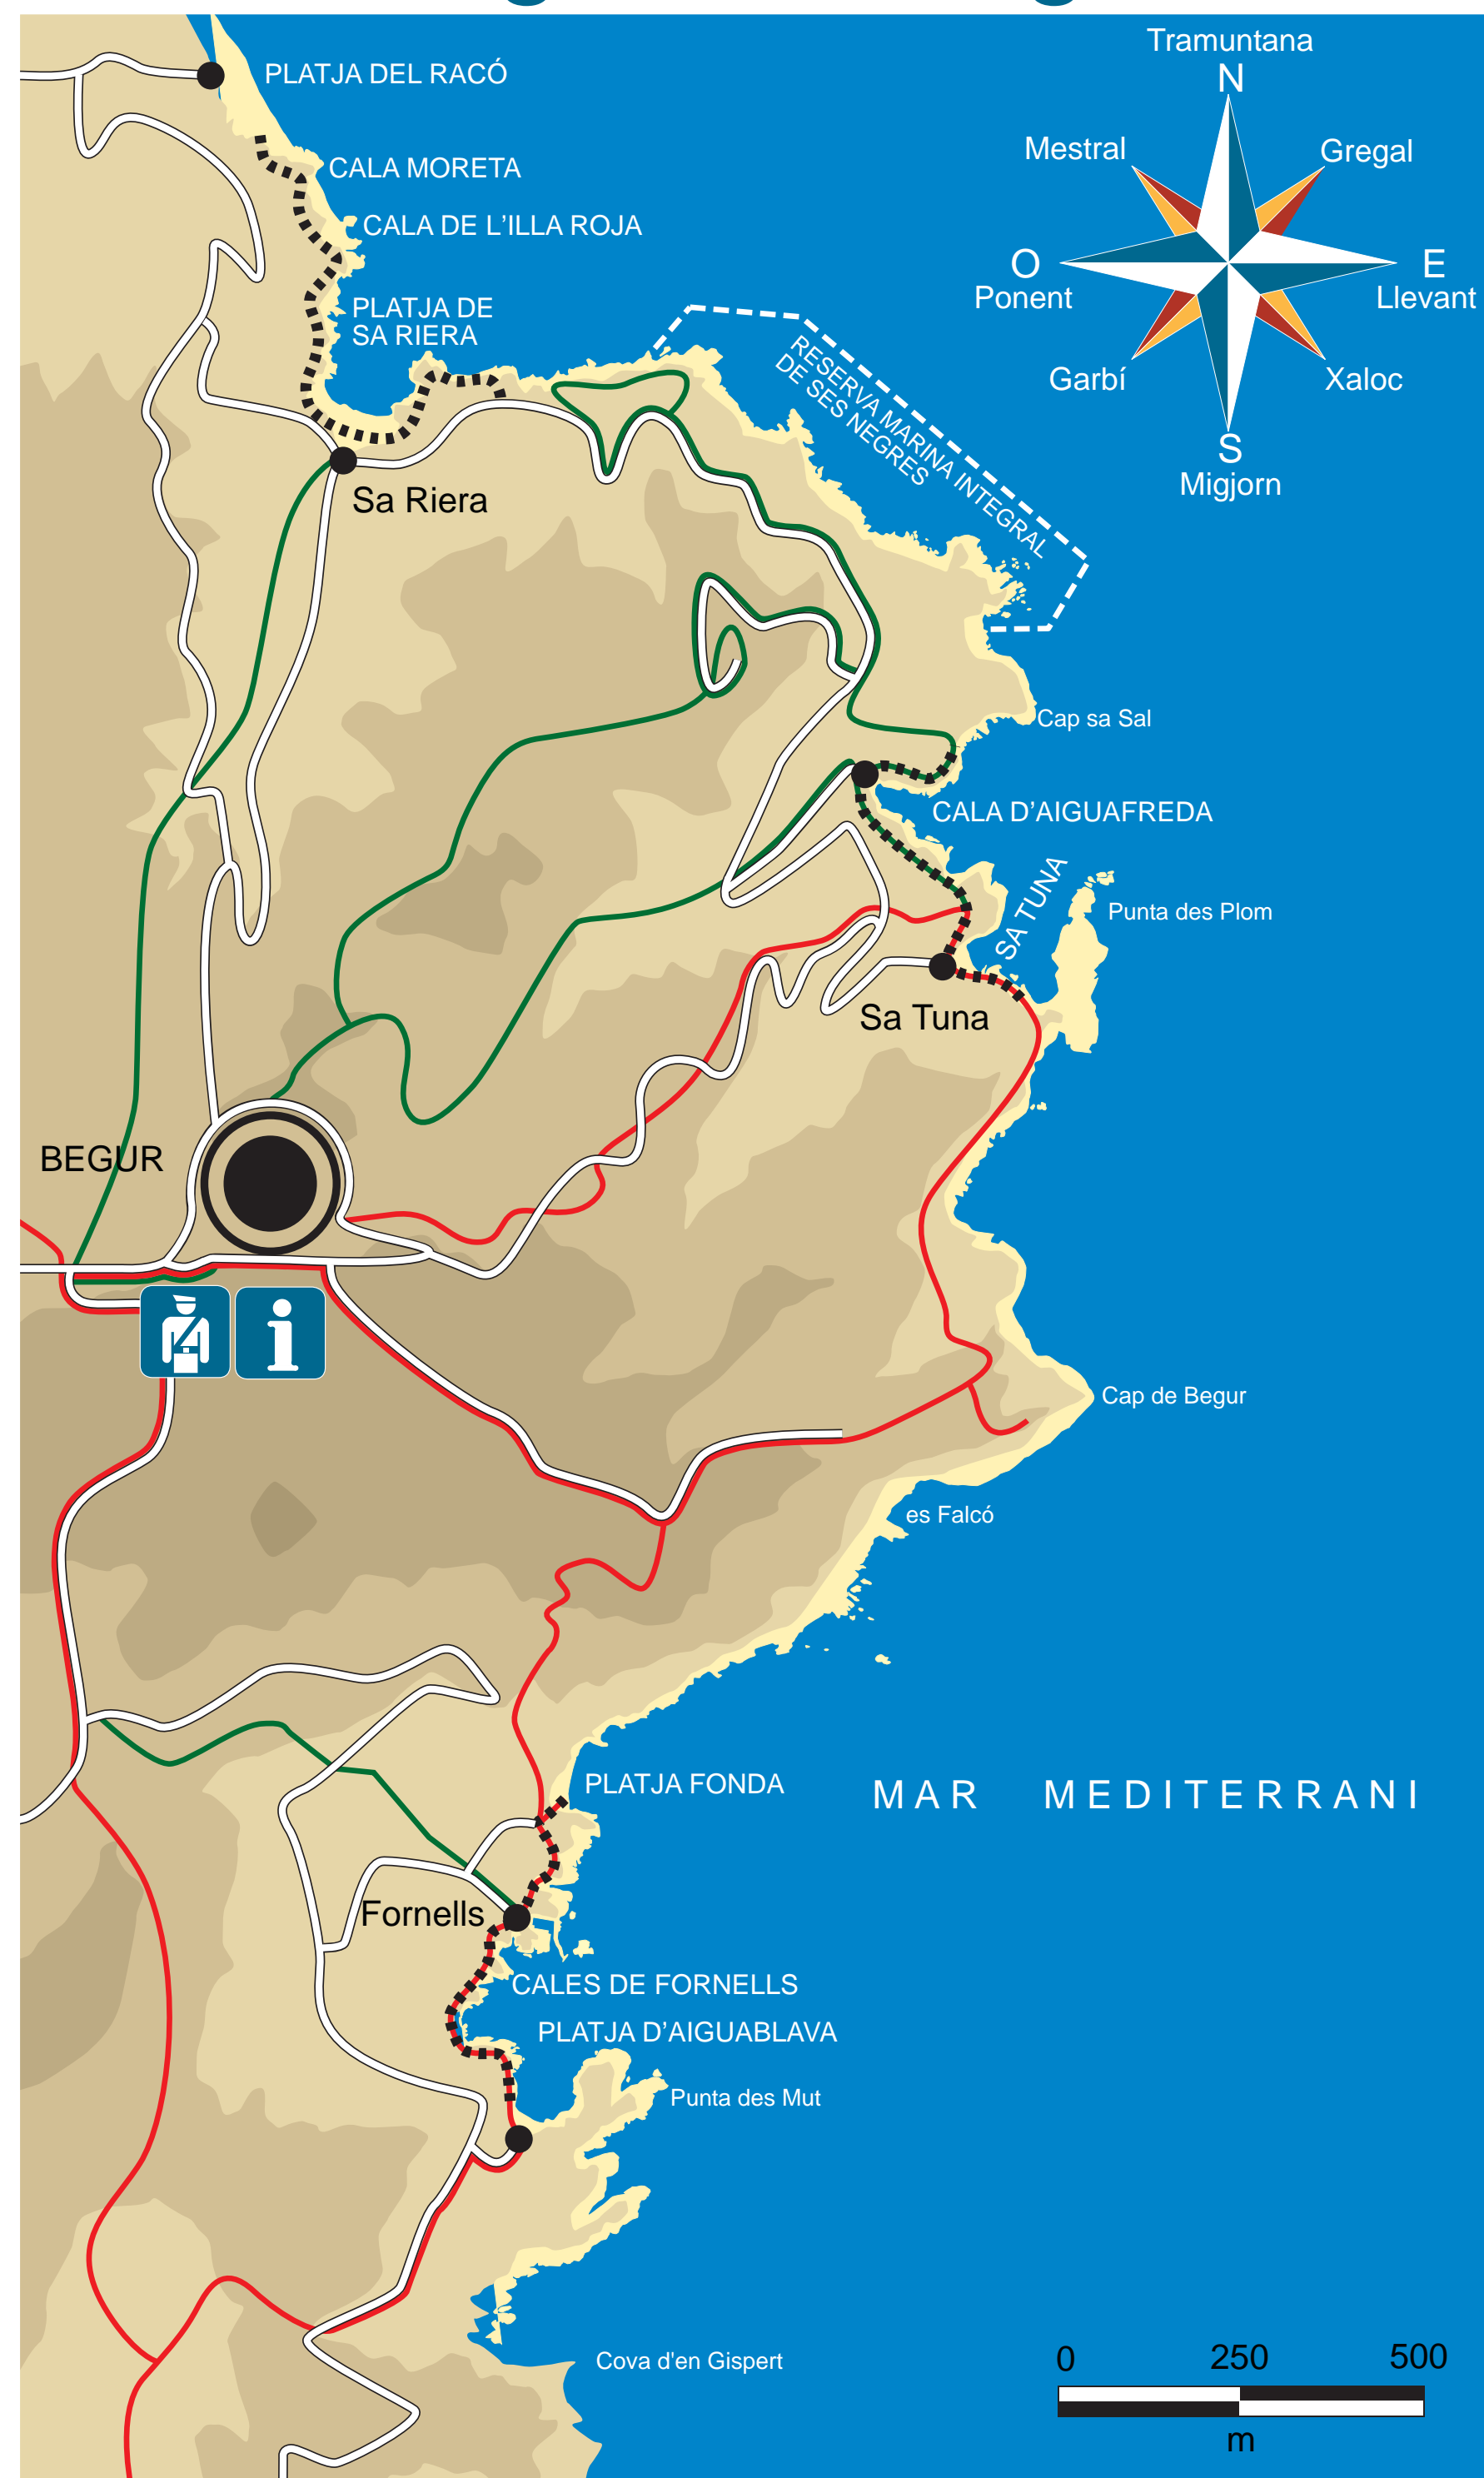 Tramuntana
N
PLATJA DEL RACÓ
Mestral
Gregal
CALA MORETA
CALA DE L'ILLA ROJA
O
Ponent
E
Llevant
PLATJA DE
SA RIERA
RESERVA MARINA INTEGRAL
DE SES NEGRES
Garbí
Xaloc
S
Migjorn
Sa Riera
Cap sa Sal
CALA D'AIGUAFREDA
SA TUNA
Punta des Plom
Sa Tuna
BEGUR
i
Cap de Begur
es Falcó
PLATJA FONDA
MAR MEDITERRANI
Fornells
CALES DE FORNELLS
PLATJA D'AIGUABLAVA
Punta des Mut
Cova d'en Gispert
0 250 500
m